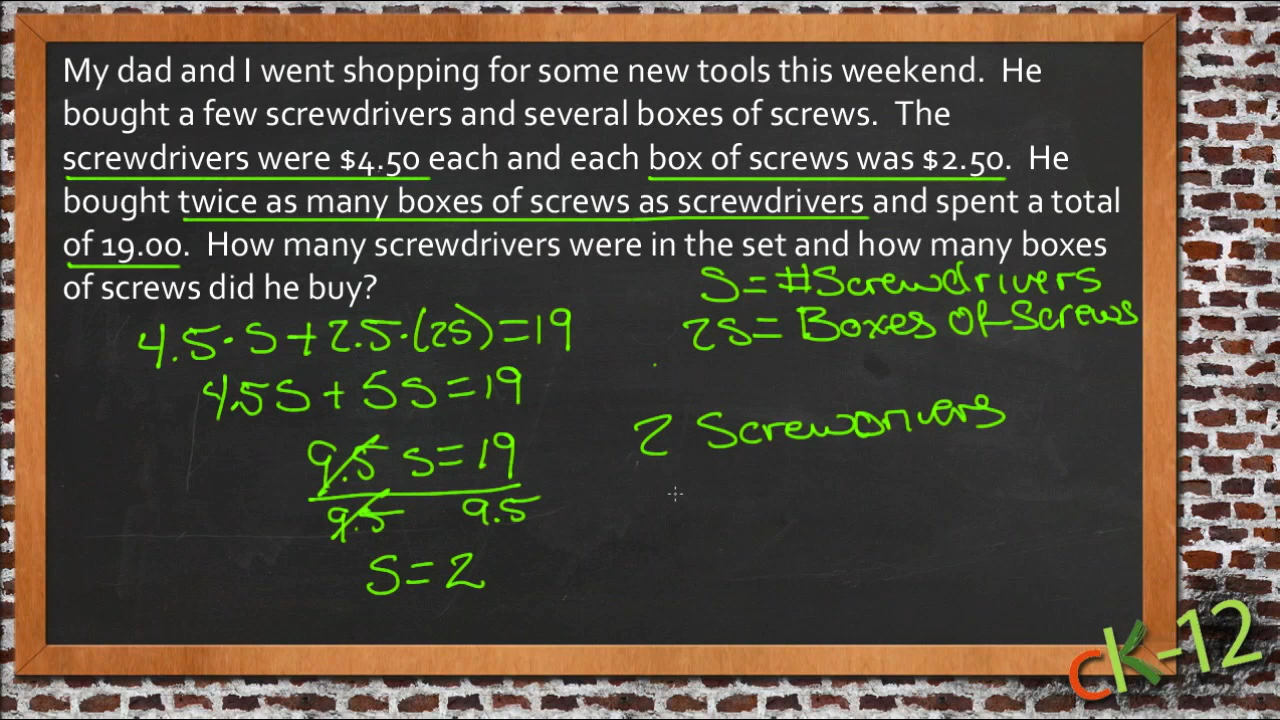 My dad and I went shopping for some new tools this weekend. He
bought a few screwdrivers and several boxes of screws. The
screwdrivers were $4.50 each and each box of screws was $2.50. He
bought twice as many boxes of screws as screwdrivers and spent a total
of 19.00. How many screwdrivers were in the set and how many boxes
of screws did he buy?
S = #Screwdrivers
2S = Boxes of Screws
4.5 · S + 2.5 · (2S) = 19
4.5S + 5S = 19
9.5 S = 19
9.5 9.5
S = 2
2 Screwdrivers
CK-12